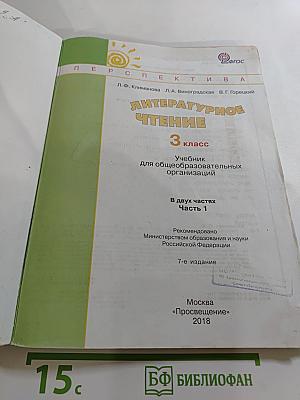 ФГОС
ПЕРСПЕКТИВА
Л.Ф. Климанова Л.А. Виноградская В.Г. Горецкий
ЛИТЕРАТУРНОЕ
ЧТЕНИЕ
3 класс
Учебник
для общеобразовательных
организаций
В двух частях
Часть 1
Рекомендовано
Министерством образования и науки
Российской Федерации
7-е издание
Москва
«Просвещение»
2018
15с
БФ БИБЛИОФАН